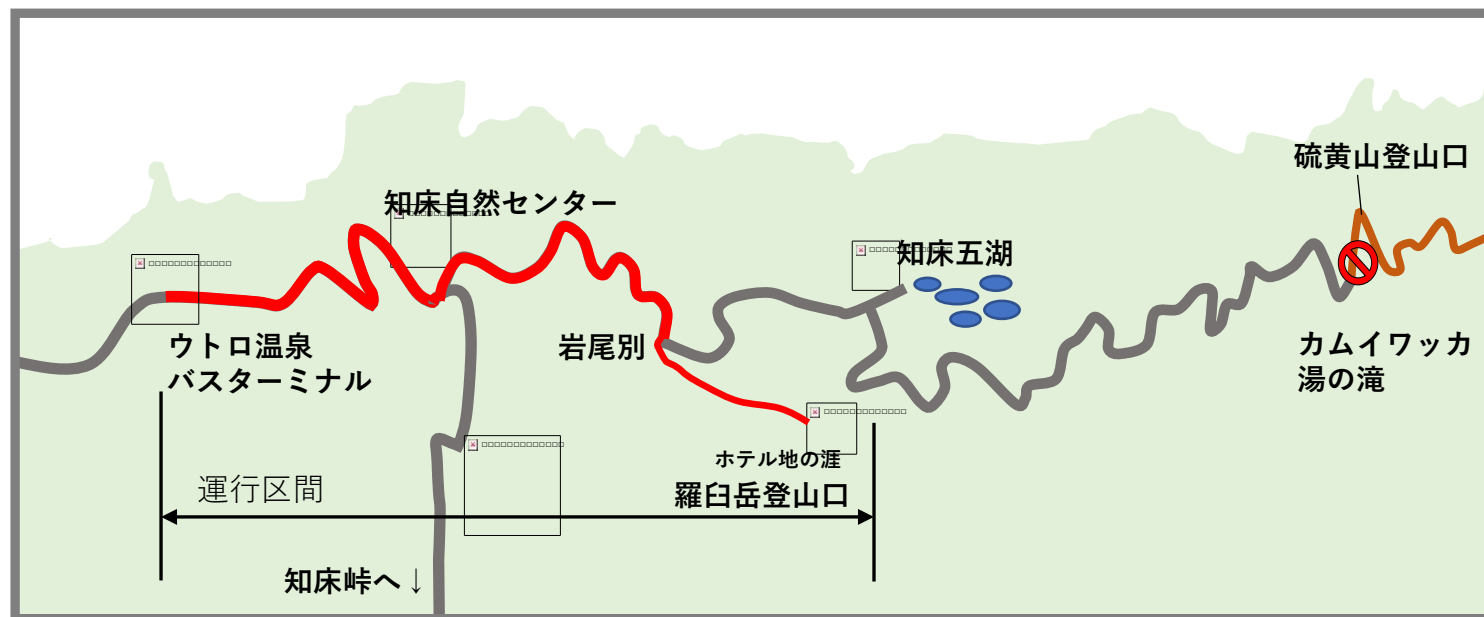 硫黄山登山口
知床自然センター
知床五湖
ウトロ温泉
バスターミナル
岩尾別
カムイワッカ
湯の滝
ホテル地の涯
羅臼岳登山口
運行区間
知床峠へ↓